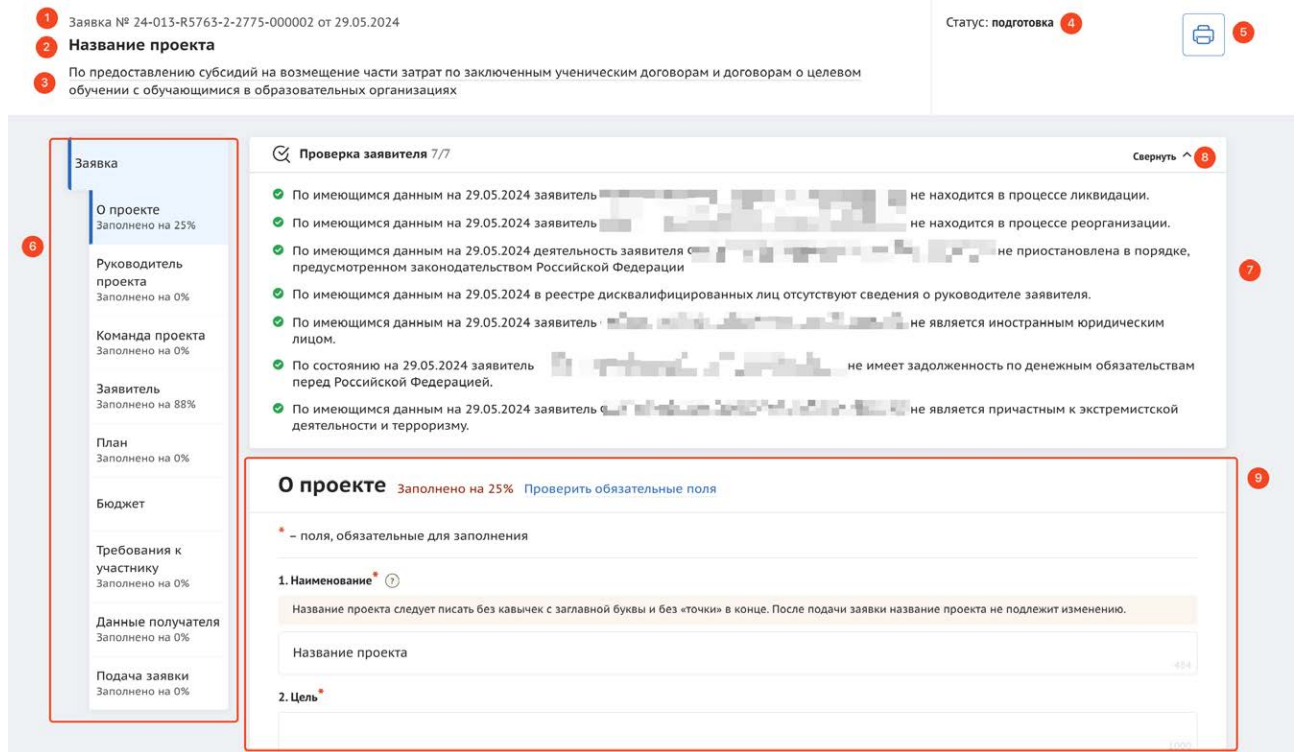 1 Заявка № 24-013-R5763-2-2775-000002 от 29.05.2024
Статус: подготовка 4
5
2 Название проекта
3 По предоставлению субсидий на возмещение части затрат по заключенным ученическим договорам и договорам о целевом
обучении с обучающимися в образовательных организациях
6
Заявка
О проекте
Заполнено на 25%
Руководитель
проекта
Заполнено на 0%
Команда проекта
Заполнено на 0%
Заявитель
Заполнено на 88%
План
Заполнено на 0%
Бюджет
Требования к
участнику
Заполнено на 0%
Данные получателя
Заполнено на 0%
Подача заявки
Заполнено на 0%
Проверка заявителя 7/7
Свернуть 8
7
По имеющимся данным на 29.05.2024 заявитель не находится в процессе ликвидации.
По имеющимся данным на 29.05.2024 заявитель не находится в процессе реорганизации.
По имеющимся данным на 29.05.2024 деятельность заявителя не приостановлена в порядке,
предусмотренном законодательством Российской Федерации
По имеющимся данным на 29.05.2024 в реестре дисквалифицированных лиц отсутствуют сведения о руководителе заявителя.
По имеющимся данным на 29.05.2024 заявитель не является иностранным юридическим
лицом.
По состоянию на 29.05.2024 заявитель не имеет задолженность по денежным обязательствам
перед Российской Федерацией.
По имеющимся данным на 29.05.2024 заявитель не является причастным к экстремистской
деятельности и терроризму.
9
О проекте Заполнено на 25% Проверить обязательные поля
* – поля, обязательные для заполнения
1. Наименование* ?
Название проекта следует писать без кавычек с заглавной буквы и без «точки» в конце. После подачи заявки название проекта не подлежит изменению.
Название проекта
484
2. Цель*
1000